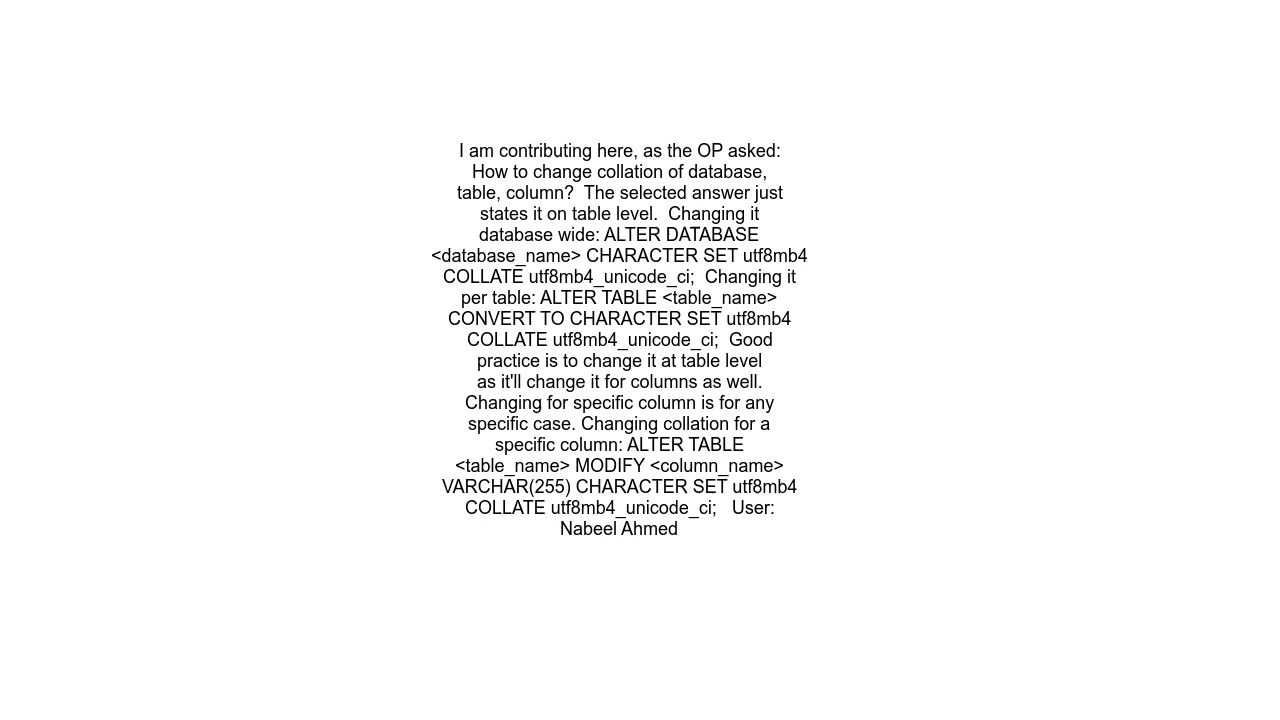 I am contributing here, as the OP asked:
How to change collation of database,
table, column?  The selected answer just
states it on table level.  Changing it
database wide: ALTER DATABASE
<database_name> CHARACTER SET utf8mb4
COLLATE utf8mb4_unicode_ci;  Changing it
per table: ALTER TABLE <table_name>
CONVERT TO CHARACTER SET utf8mb4
COLLATE utf8mb4_unicode_ci;  Good
practice is to change it at table level
as it'll change it for columns as well.
Changing for specific column is for any
specific case. Changing collation for a
specific column: ALTER TABLE
<table_name> MODIFY <column_name>
VARCHAR(255) CHARACTER SET utf8mb4
COLLATE utf8mb4_unicode_ci;   User:
Nabeel Ahmed